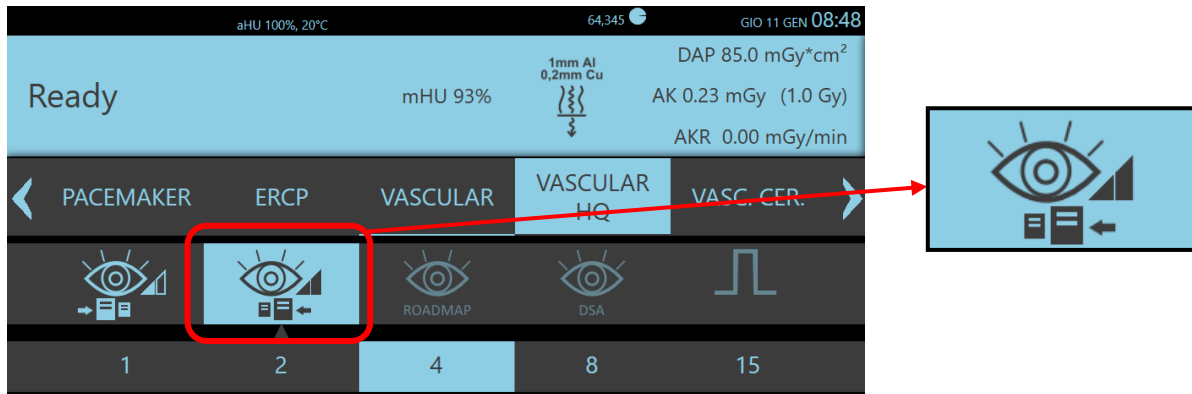 aHU 100%, 20°C
64,345
GIO 11 GEN 08:48
Ready
mHU 93%
1mm Al
0,2mm Cu
DAP 85.0 mGy*cm²
AK 0.23 mGy (1.0 Gy)
AKR 0.00 mGy/min
PACEMAKER
ERCP
VASCULAR
VASCULAR
HQ
VASC. CER.
ROADMAP
DSA
1
2
4
8
15